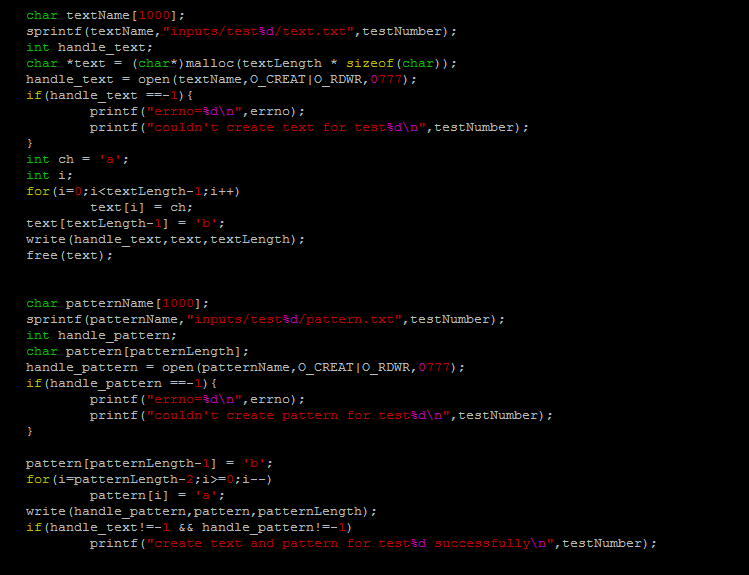 char textName[1000];
sprintf(textName,"inputs/test%d/text.txt",testNumber);
int handle_text;
char *text = (char*)malloc(textLength * sizeof(char));
handle_text = open(textName,O_CREAT|O_RDWR,0777);
if(handle_text ==-1){
        printf("errno=%d\n",errno);
        printf("couldn't create text for test%d\n",testNumber);
}
int ch = 'a';
int i;
for(i=0;i<textLength-1;i++)
        text[i] = ch;
text[textLength-1] = 'b';
write(handle_text,text,textLength);
free(text);
char patternName[1000];
sprintf(patternName,"inputs/test%d/pattern.txt",testNumber);
int handle_pattern;
char pattern[patternLength];
handle_pattern = open(patternName,O_CREAT|O_RDWR,0777);
if(handle_pattern ==-1){
        printf("errno=%d\n",errno);
        printf("couldn't create pattern for test%d\n",testNumber);
}
pattern[patternLength-1] = 'b';
for(i=patternLength-2;i>=0;i--)
        pattern[i] = 'a';
write(handle_pattern,pattern,patternLength);
if(handle_text!=-1 && handle_pattern!=-1)
        printf("create text and pattern for test%d successfully\n",testNumber);